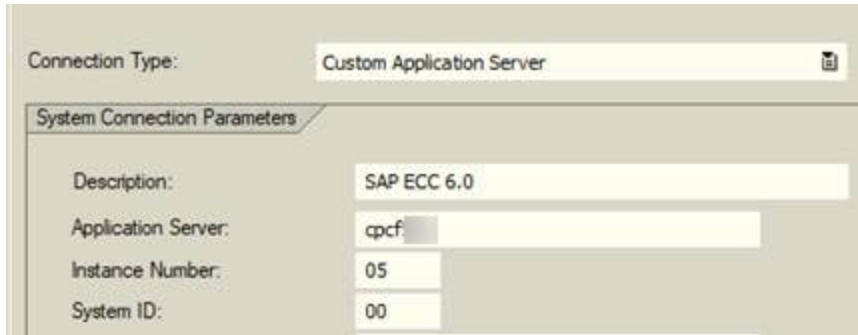 Connection Type: Custom Application Server
System Connection Parameters
Description: SAP ECC 6.0
Application Server: cpcf
Instance Number: 05
System ID: 00